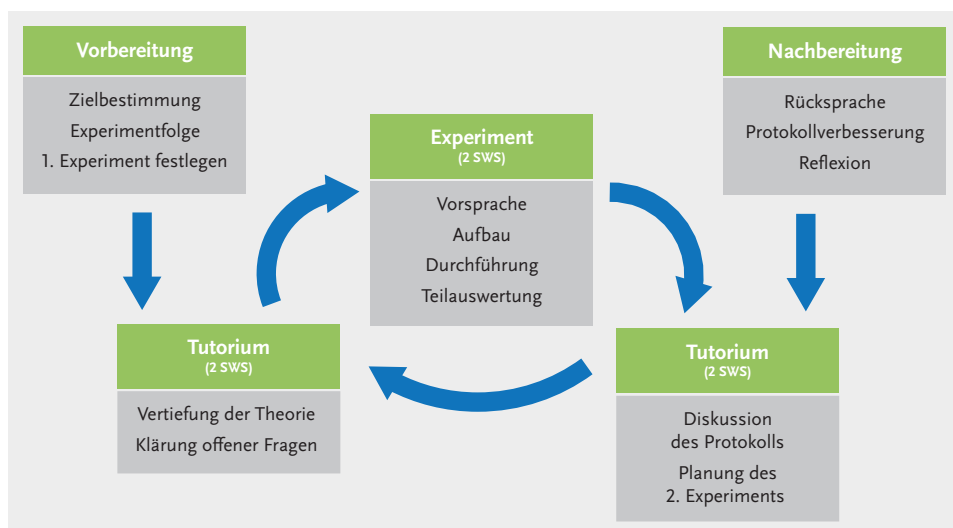 Vorbereitung
Zielbestimmung
Experimentfolge
1. Experiment festlegen
Tutorium
(2 SWS)
Vertiefung der Theorie
Klärung offener Fragen
Experiment
(2 SWS)
Vorsprache
Aufbau
Durchführung
Teilauswertung
Nachbereitung
Rücksprache
Protokollverbesserung
Reflexion
Tutorium
(2 SWS)
Diskussion
des Protokolls
Planung des
2. Experiments